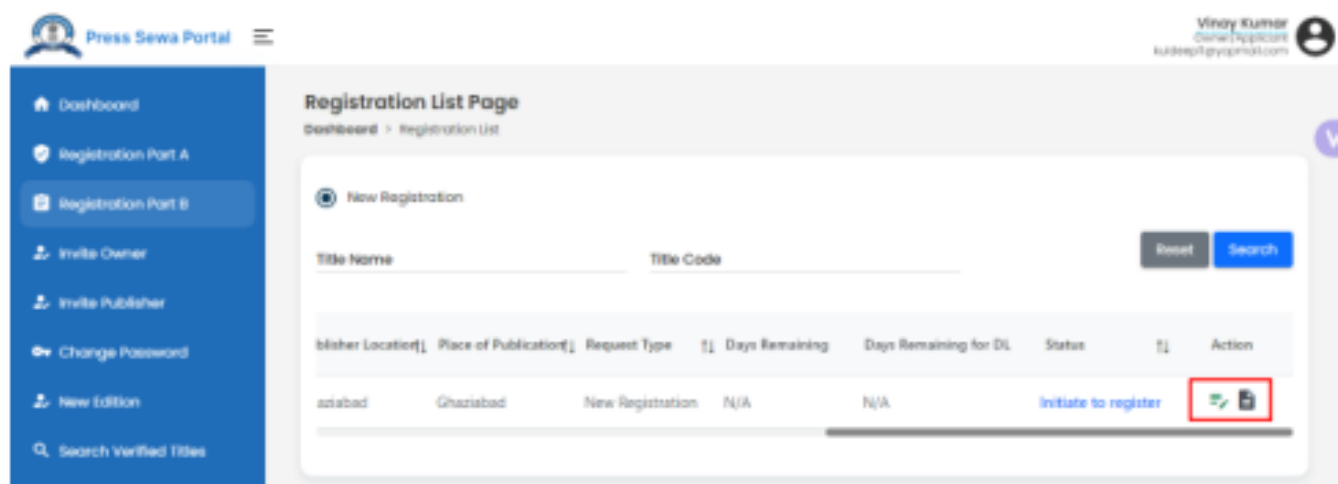 Press Sewa Portal
Vinay Kumar
Owner|Applicant
Dashboard
Registration Part A
Registration Part B
Invite Owner
Invite Publisher
Change Password
New Edition
Search Verified Titles
Registration List Page
Dashboard > Registration List
New Registration
Title Name Title Code Reset Search
blisher Location Place of Publication Request Type Days Remaining Days Remaining for DL Status Action
aziabad Ghaziabad New Registration N/A N/A Initiate to register